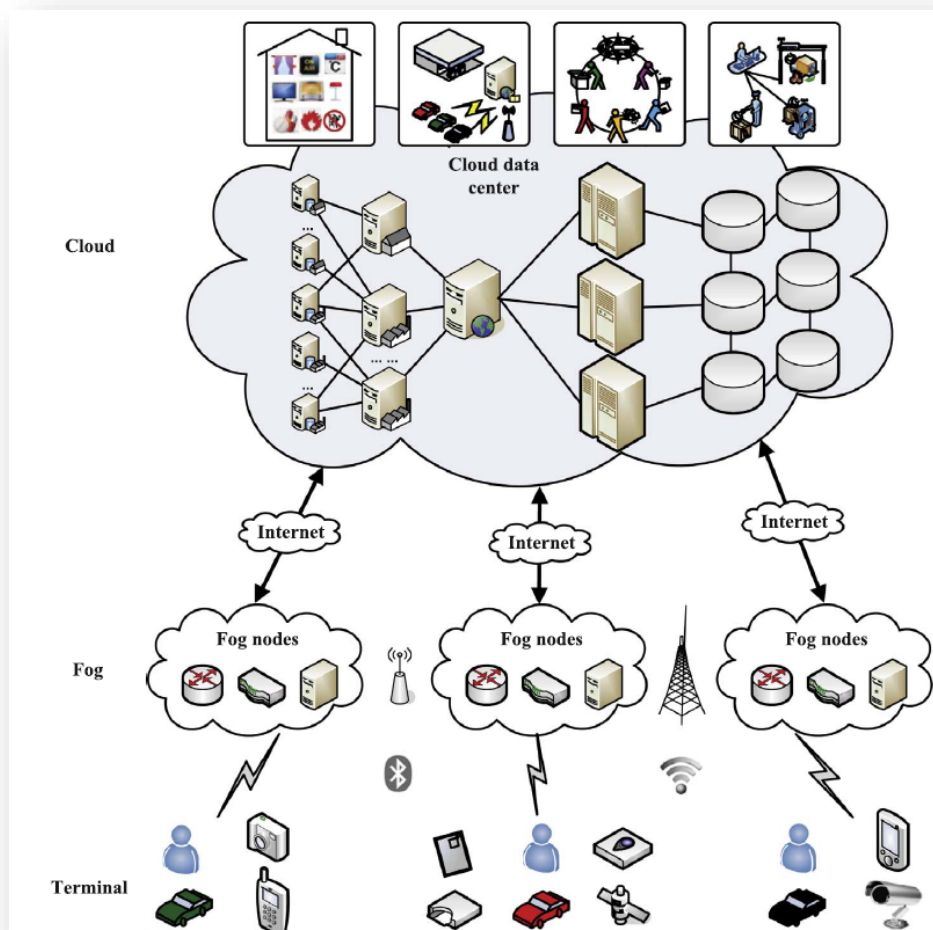 °C
Cloud data
center
Cloud
...
... ...
...
Internet
Internet
Internet
Fog nodes
Fog nodes
Fog nodes
Fog
Terminal